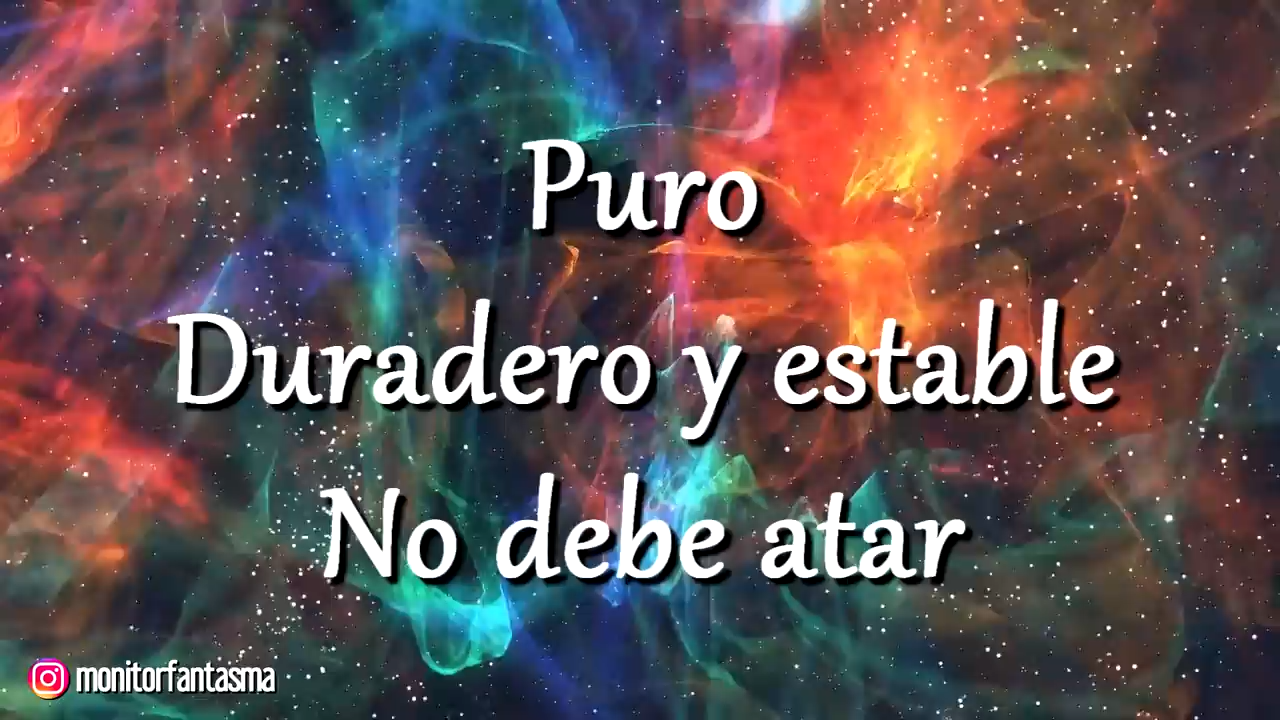 Puro
Duradero y estable
No debe atar
monitorfantasma